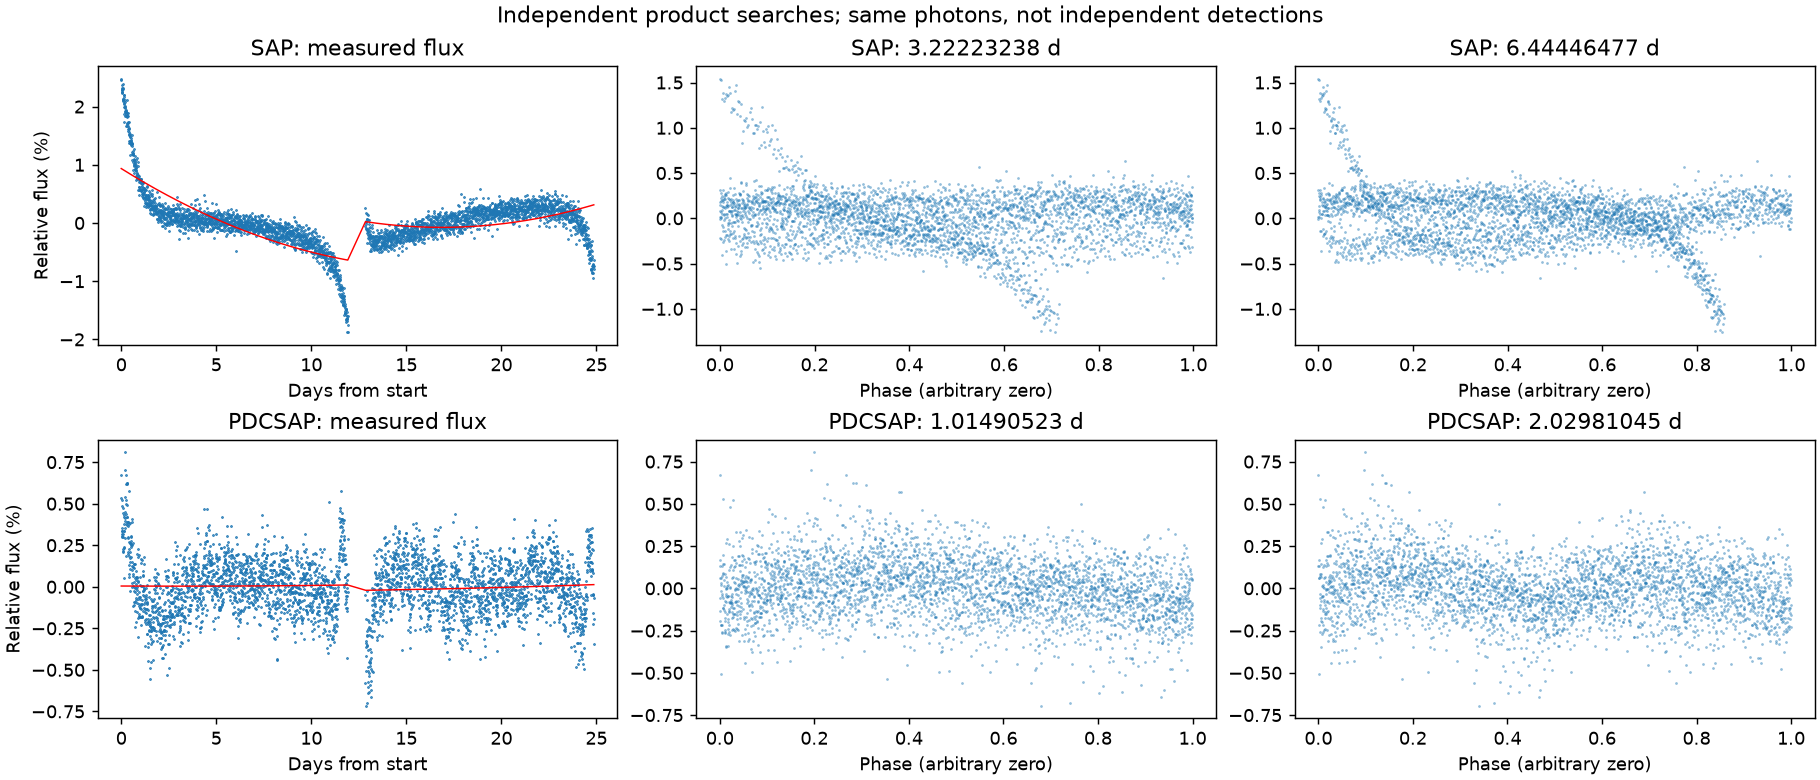 Independent product searches; same photons, not independent detections
SAP: measured flux
SAP: 3.22223238 d
SAP: 6.44446477 d
Relative flux (%)
2
1
0
−1
−2
0 5 10 15 20 25
Days from start
1.5
1.0
0.5
0.0
−0.5
−1.0
0.0 0.2 0.4 0.6 0.8 1.0
Phase (arbitrary zero)
1.5
1.0
0.5
0.0
−0.5
−1.0
0.0 0.2 0.4 0.6 0.8 1.0
Phase (arbitrary zero)
PDCSAP: measured flux
PDCSAP: 1.01490523 d
PDCSAP: 2.02981045 d
Relative flux (%)
0.75
0.50
0.25
0.00
−0.25
−0.50
−0.75
0 5 10 15 20 25
Days from start
0.75
0.50
0.25
0.00
−0.25
−0.50
−0.75
0.0 0.2 0.4 0.6 0.8 1.0
Phase (arbitrary zero)
0.75
0.50
0.25
0.00
−0.25
−0.50
−0.75
0.0 0.2 0.4 0.6 0.8 1.0
Phase (arbitrary zero)